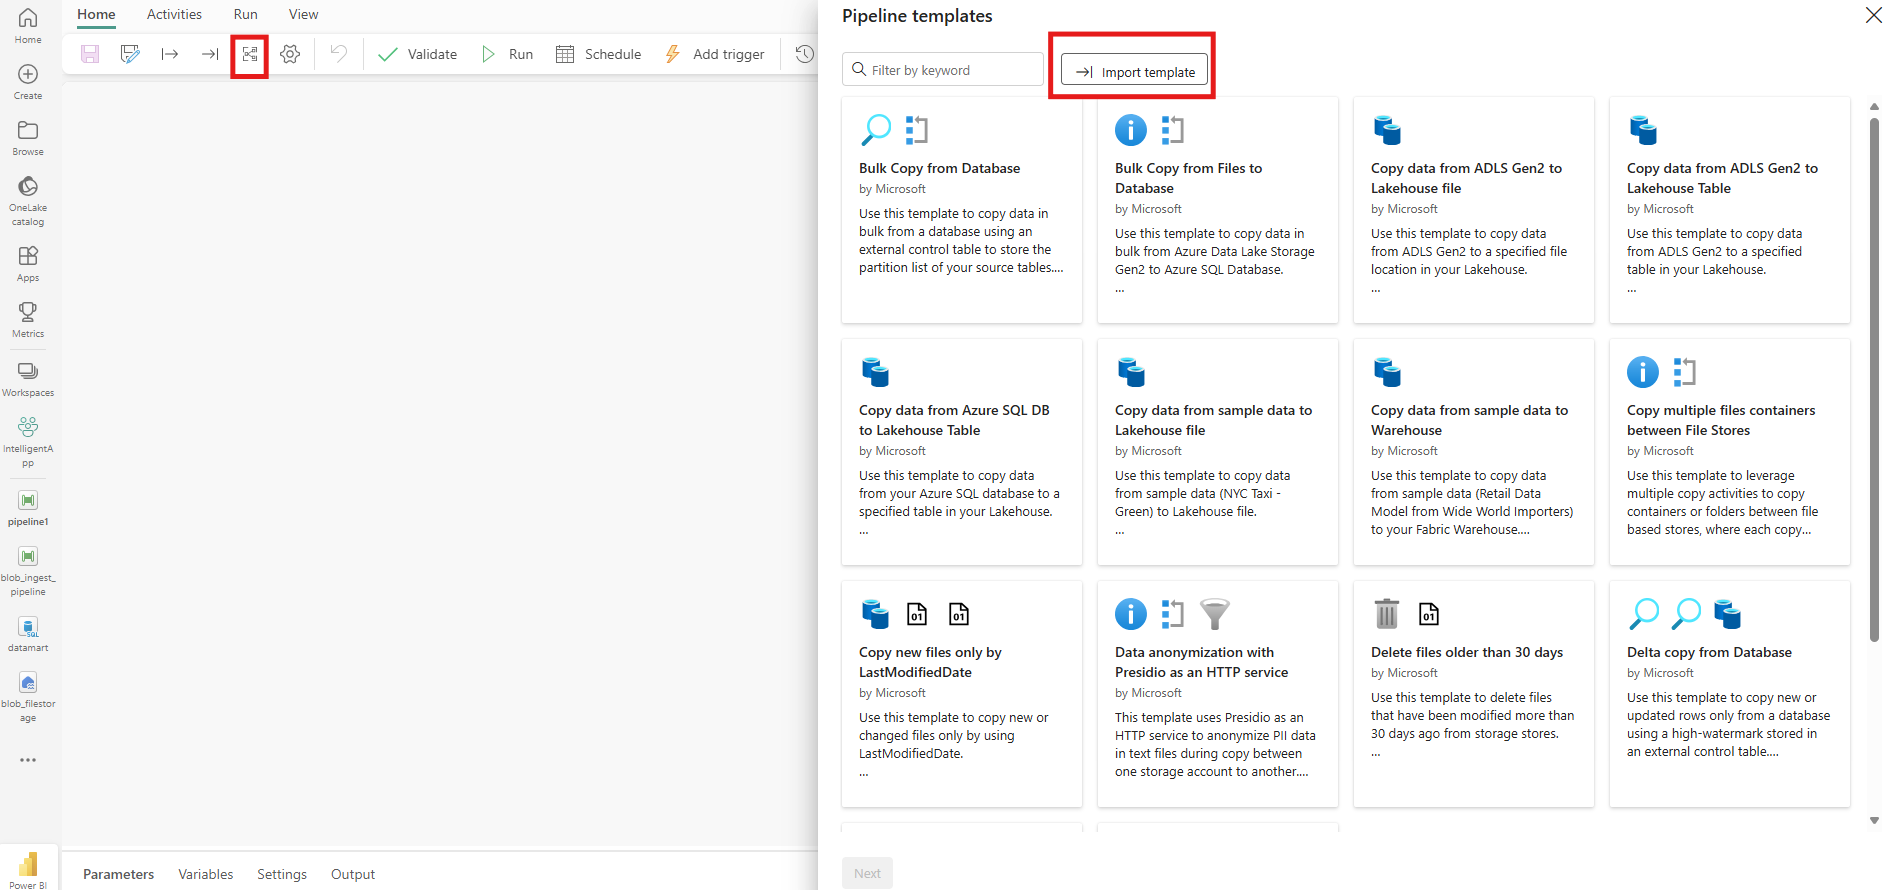 Home
Create
Browse
OneLake
catalog
Apps
Metrics
Workspaces
IntelligentA
pp
pipeline1
blob_ingest_
pipeline
SQL
datamart
blob_filestor
age
Power BI
Home Activities Run View
Validate Run Schedule Add trigger
Parameters Variables Settings Output
Pipeline templates
Filter by keyword
Import template
Bulk Copy from Database
by Microsoft
Use this template to copy data in
bulk from a database using an
external control table to store the
partition list of your source tables....
Bulk Copy from Files to
Database
by Microsoft
Use this template to copy data in
bulk from Azure Data Lake Storage
Gen2 to Azure SQL Database.
...
Copy data from ADLS Gen2 to
Lakehouse file
by Microsoft
Use this template to copy data
from ADLS Gen2 to a specified file
location in your Lakehouse.
...
Copy data from ADLS Gen2 to
Lakehouse Table
by Microsoft
Use this template to copy data
from ADLS Gen2 to a specified
table in your Lakehouse.
...
Copy data from Azure SQL DB
to Lakehouse Table
by Microsoft
Use this template to copy data
from your Azure SQL database to a
specified table in your Lakehouse.
...
Copy data from sample data to
Lakehouse file
by Microsoft
Use this template to copy data
from sample data (NYC Taxi -
Green) to Lakehouse file.
...
Copy data from sample data to
Warehouse
by Microsoft
Use this template to copy data
from sample data (Retail Data
Model from Wide World Importers)
to your Fabric Warehouse....
Copy multiple files containers
between File Stores
by Microsoft
Use this template to leverage
multiple copy activities to copy
containers or folders between file
based stores, where each copy...
01 01
Copy new files only by
LastModifiedDate
by Microsoft
Use this template to copy new or
changed files only by using
LastModifiedDate.
...
Data anonymization with
Presidio as an HTTP service
by Microsoft
This template uses Presidio as an
HTTP service to anonymize PII data
in text files during copy between
one storage account to another....
01
Delete files older than 30 days
by Microsoft
Use this template to delete files
that have been modified more than
30 days ago from storage stores.
...
Delta copy from Database
by Microsoft
Use this template to copy new or
updated rows only from a database
using a high-watermark stored in
an external control table....
Next